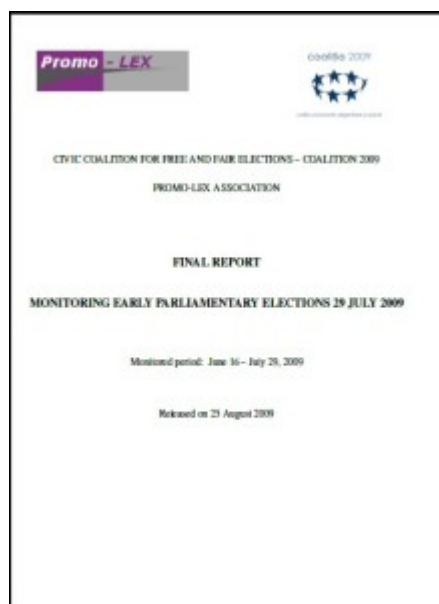 Promo - LEX
coaliția 2009
CIVIC COALITION FOR FREE AND FAIR ELECTIONS – COALITION 2009
PROMO-LEX ASSOCIATION
FINAL REPORT
MONITORING EARLY PARLIAMENTARY ELECTIONS 29 JULY 2009
Monitored period: June 16 – July 29, 2009
Released on 25 August 2009